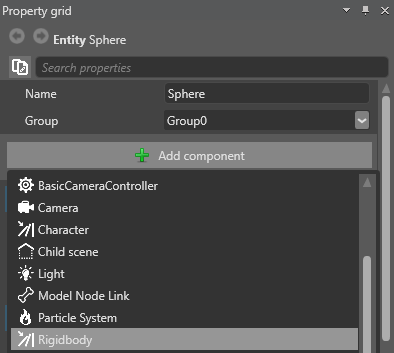 Property grid
Entity Sphere
Search properties
Name Sphere
Group Group0
Add component
BasicCameraController
Camera
Character
Child scene
Light
Model Node Link
Particle System
Rigidbody